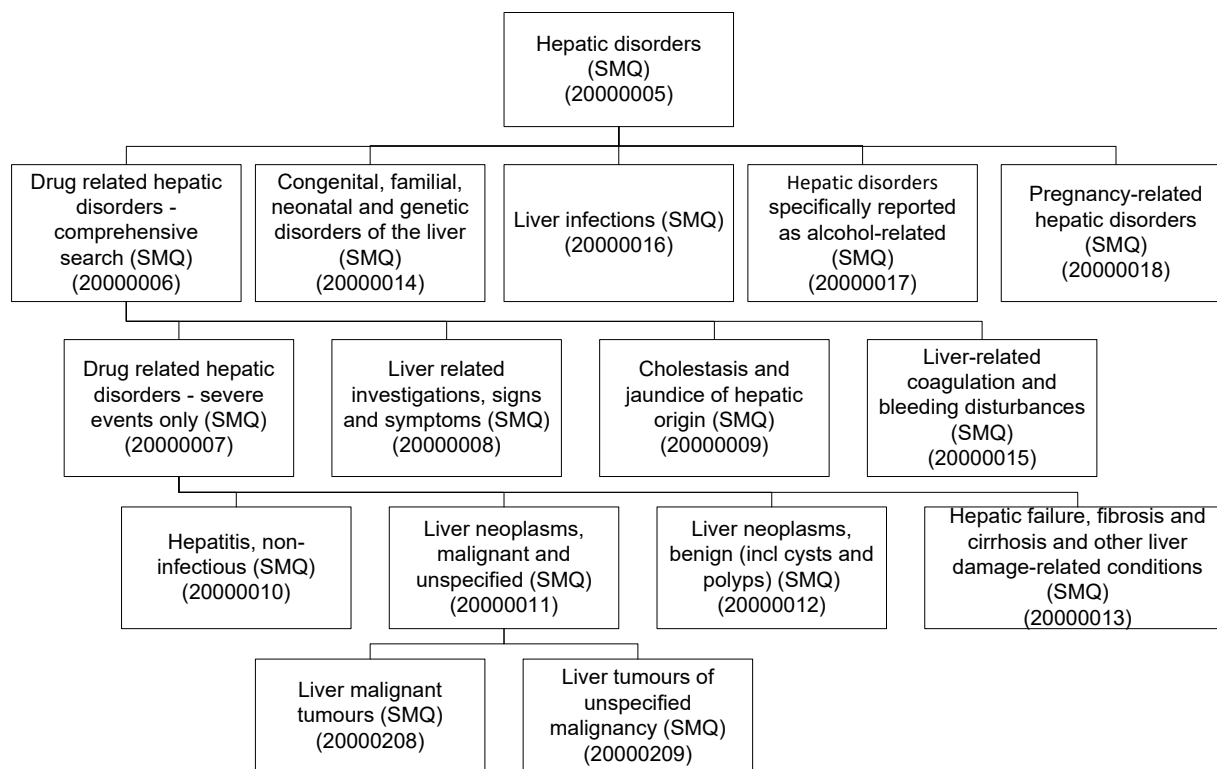 Hepatic disorders
(SMQ)
(20000005)
Drug related hepatic
disorders -
comprehensive
search (SMQ)
(20000006)
Congenital, familial,
neonatal and genetic
disorders of the liver
(SMQ)
(20000014)
Liver infections (SMQ)
(20000016)
Hepatic disorders
specifically reported
as alcohol-related
(SMQ)
(20000017)
Pregnancy-related
hepatic disorders
(SMQ)
(20000018)
Drug related hepatic
disorders - severe
events only (SMQ)
(20000007)
Liver related
investigations, signs
and symptoms (SMQ)
(20000008)
Cholestasis and
jaundice of hepatic
origin (SMQ)
(20000009)
Liver-related
coagulation and
bleeding disturbances
(SMQ)
(20000015)
Hepatitis, non-
infectious (SMQ)
(20000010)
Liver neoplasms,
malignant and
unspecified (SMQ)
(20000011)
Liver neoplasms,
benign (incl cysts and
polyps) (SMQ)
(20000012)
Hepatic failure, fibrosis and
cirrhosis and other liver
damage-related conditions
(SMQ)
(20000013)
Liver malignant
tumours (SMQ)
(20000208)
Liver tumours of
unspecified
malignancy (SMQ)
(20000209)